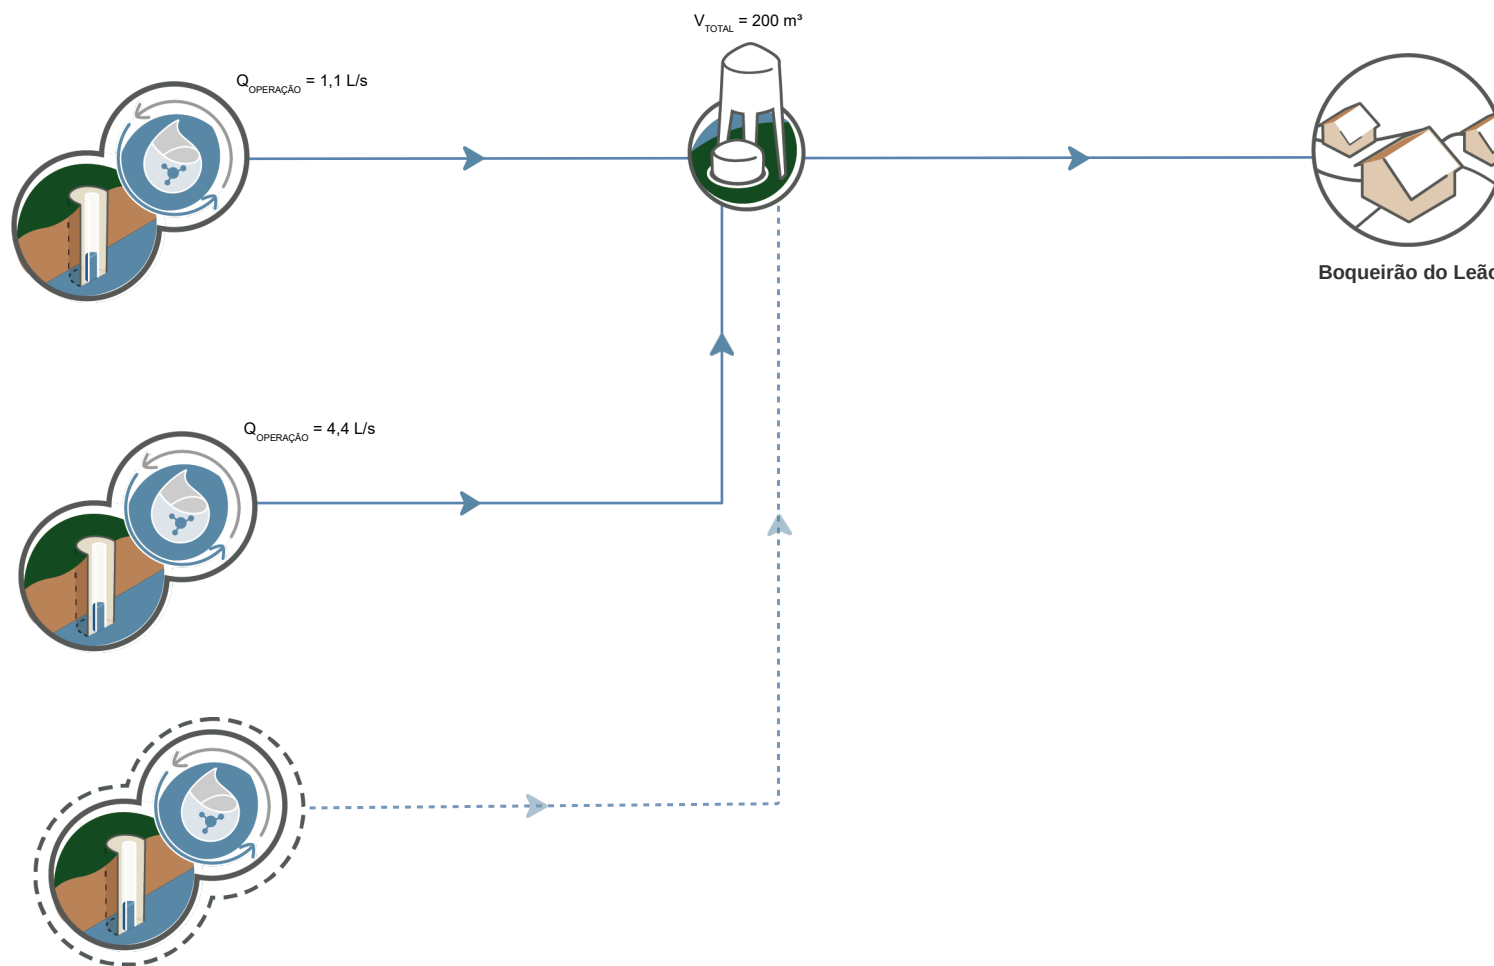 V_TOTAL = 200 m³
Q_OPERAÇÃO = 1,1 L/s
Boqueirão do Leão
Q_OPERAÇÃO = 4,4 L/s